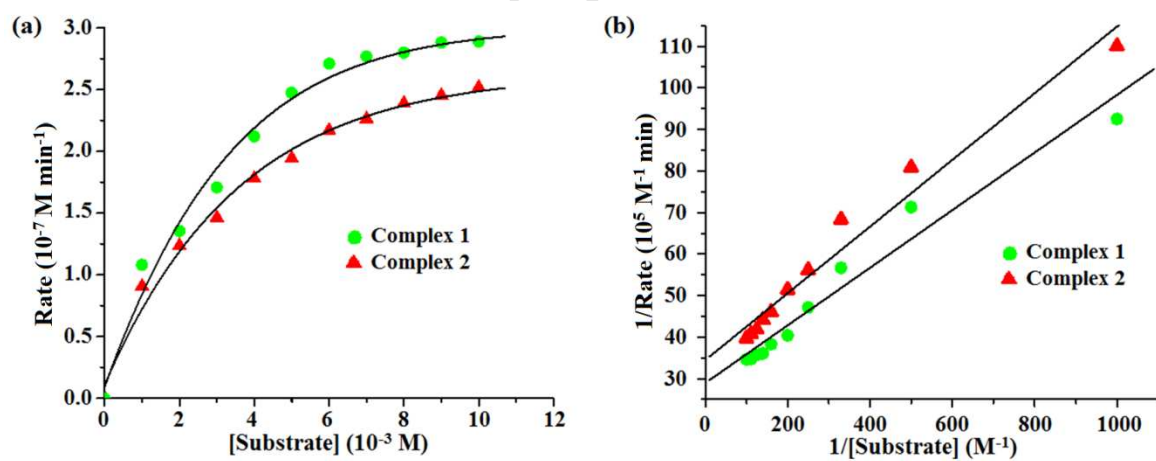 (a)
3.0
2.5
2.0
1.5
1.0
0.5
0.0
Rate (10⁻⁷ M min⁻¹)
Complex 1
Complex 2
0 2 4 6 8 10 12
[Substrate] (10⁻³ M)
(b)
110
100
90
80
70
60
50
40
30
1/Rate (10⁵ M⁻¹ min)
Complex 1
Complex 2
0 200 400 600 800 1000
1/[Substrate] (M⁻¹)